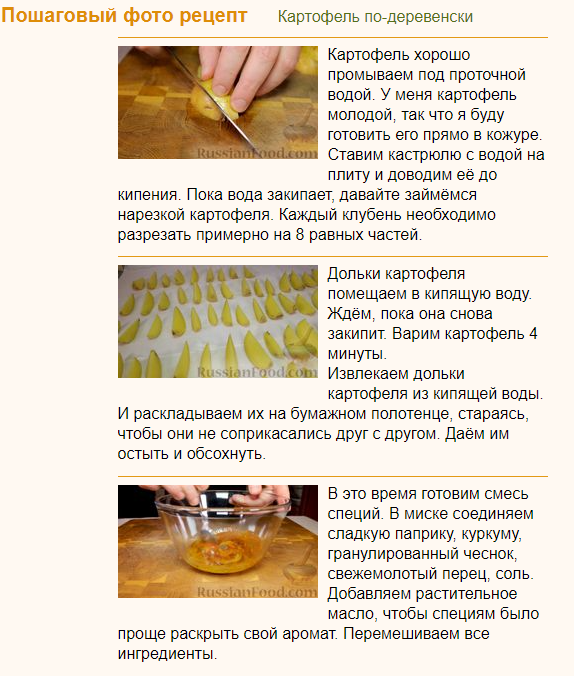 Пошаговый фото рецепт
Картофель по-деревенски
Картофель хорошо
промываем под проточной
водой. У меня картофель
молодой, так что я буду
готовить его прямо в кожуре.
Ставим кастрюлю с водой на
плиту и доводим её до
кипения. Пока вода закипает, давайте займёмся
нарезкой картофеля. Каждый клубень необходимо
разрезать примерно на 8 равных частей.
RussianFood.com
Дольки картофеля
помещаем в кипящую воду.
Ждём, пока она снова
закипит. Варим картофель 4
минуты.
Извлекаем дольки
картофеля из кипящей воды.
И раскладываем их на бумажном полотенце, стараясь,
чтобы они не соприкасались друг с другом. Даём им
остыть и обсохнуть.
RussianFood.com
В это время готовим смесь
специй. В миске соединяем
сладкую паприку, куркуму,
гранулированный чеснок,
свежемолотый перец, соль.
Добавляем растительное
масло, чтобы специям было
проще раскрыть свой аромат. Перемешиваем все
ингредиенты.
RussianFood.com